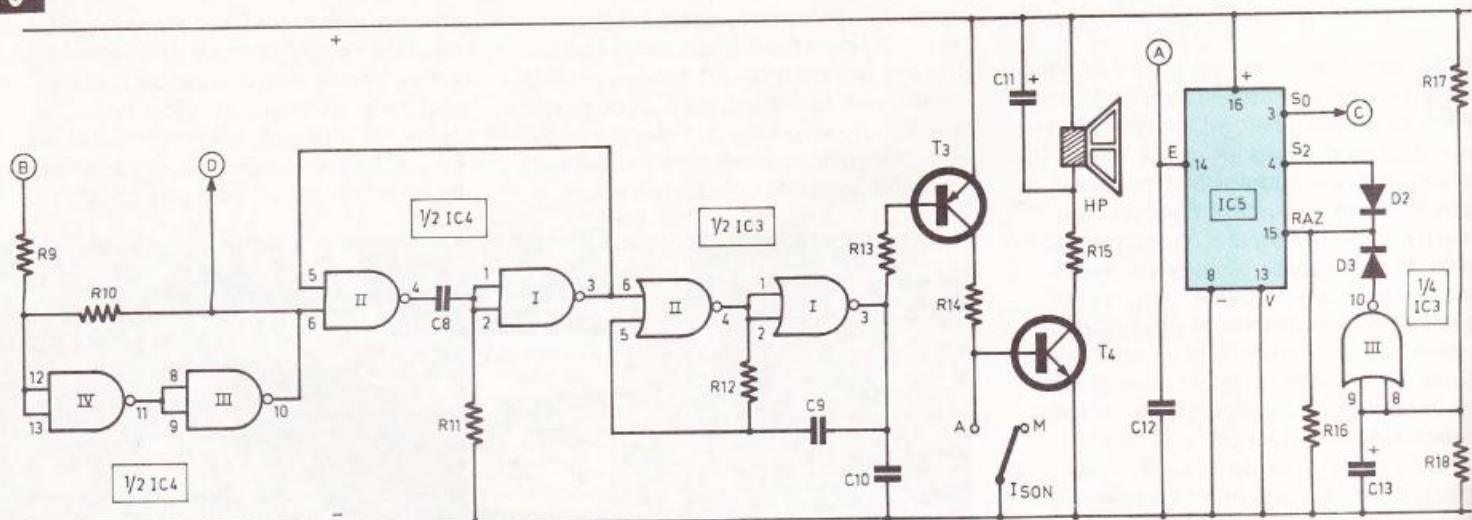 +
B
D
R9
R10
12
13
IV
11
8
9
III
10
1/2 IC4
5
6
II
4
1/2 IC4
C8
R11
1
2
I
3
6
5
II
4
1/2 IC3
R12
1
2
I
3
C9
C10
R13
T3
R14
A
M
ISON
C11
+
HP
R15
T4
A
C12
E
14
+
16
IC5
3
S0
C
4
S2
15
RAZ
8
-
13
V
D2
D3
10
III
9
8
1/4
IC3
R16
+
C13
R17
R18
-